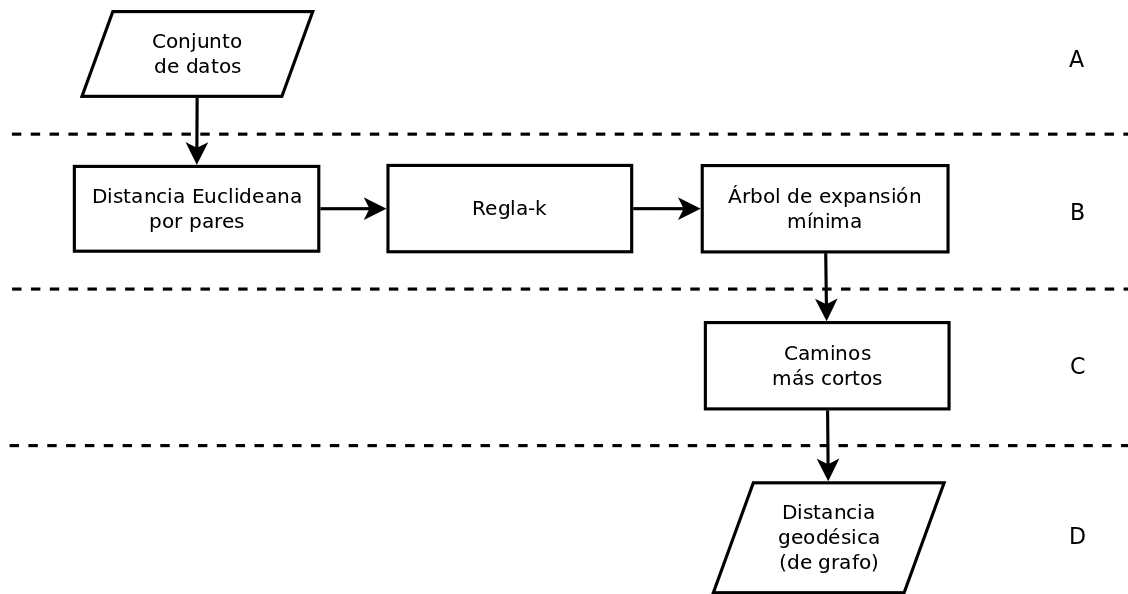 Conjunto
de datos
A
Distancia Euclideana
por pares
Regla-k
Árbol de expansión
mínima
B
Caminos
más cortos
C
Distancia
geodésica
(de grafo)
D